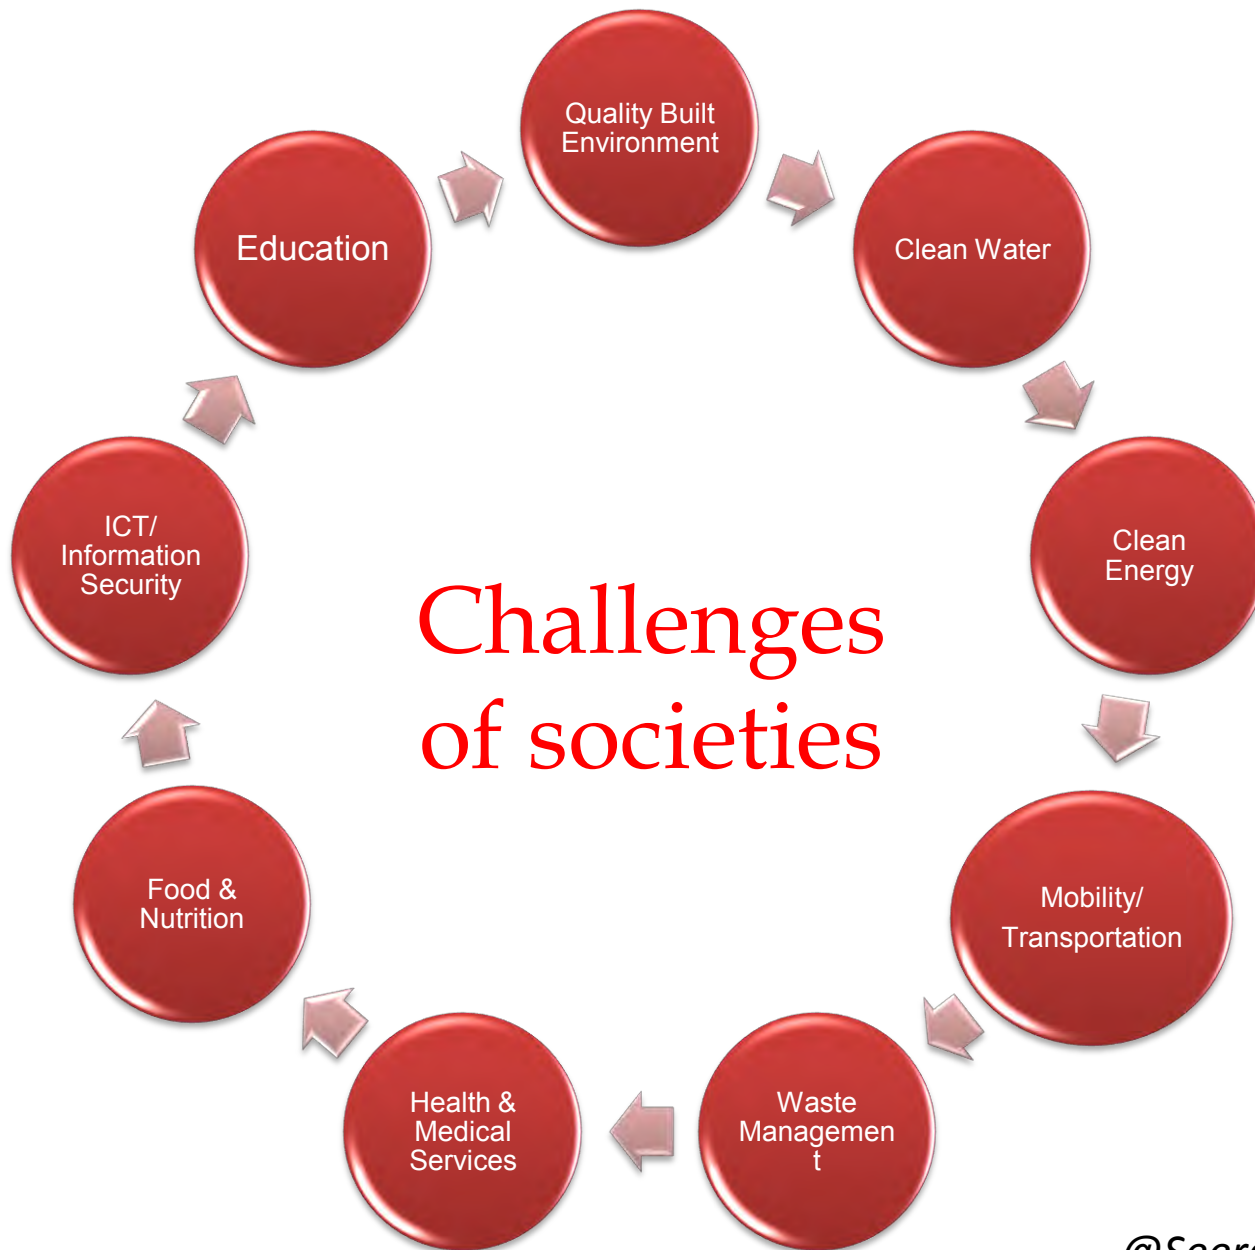 Quality Built
Environment
Clean Water
Clean
Energy
Mobility/
Transportation
Waste
Managemen
t
Health &
Medical
Services
Food &
Nutrition
ICT/
Information
Security
Education
Challenges
of societies